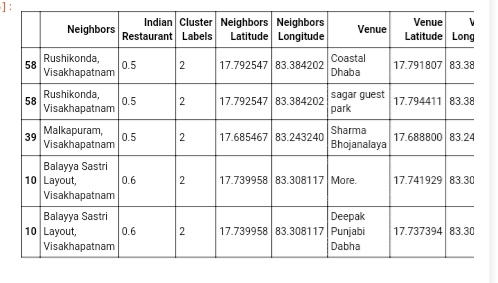 ]:
Neighbors Indian Restaurant Cluster Labels Neighbors Latitude Neighbors Longitude Venue Venue Latitude V Long
58 Rushikonda, Visakhapatnam 0.5 2 17.792547 83.384202 Coastal Dhaba 17.791807 83.38
58 Rushikonda, Visakhapatnam 0.5 2 17.792547 83.384202 sagar guest park 17.794411 83.38
39 Malkapuram, Visakhapatnam 0.5 2 17.685467 83.243240 Sharma Bhojanalaya 17.688800 83.24
10 Balayya Sastri Layout, Visakhapatnam 0.6 2 17.739958 83.308117 More. 17.741929 83.30
10 Balayya Sastri Layout, Visakhapatnam 0.6 2 17.739958 83.308117 Deepak Punjabi Dabha 17.737394 83.30